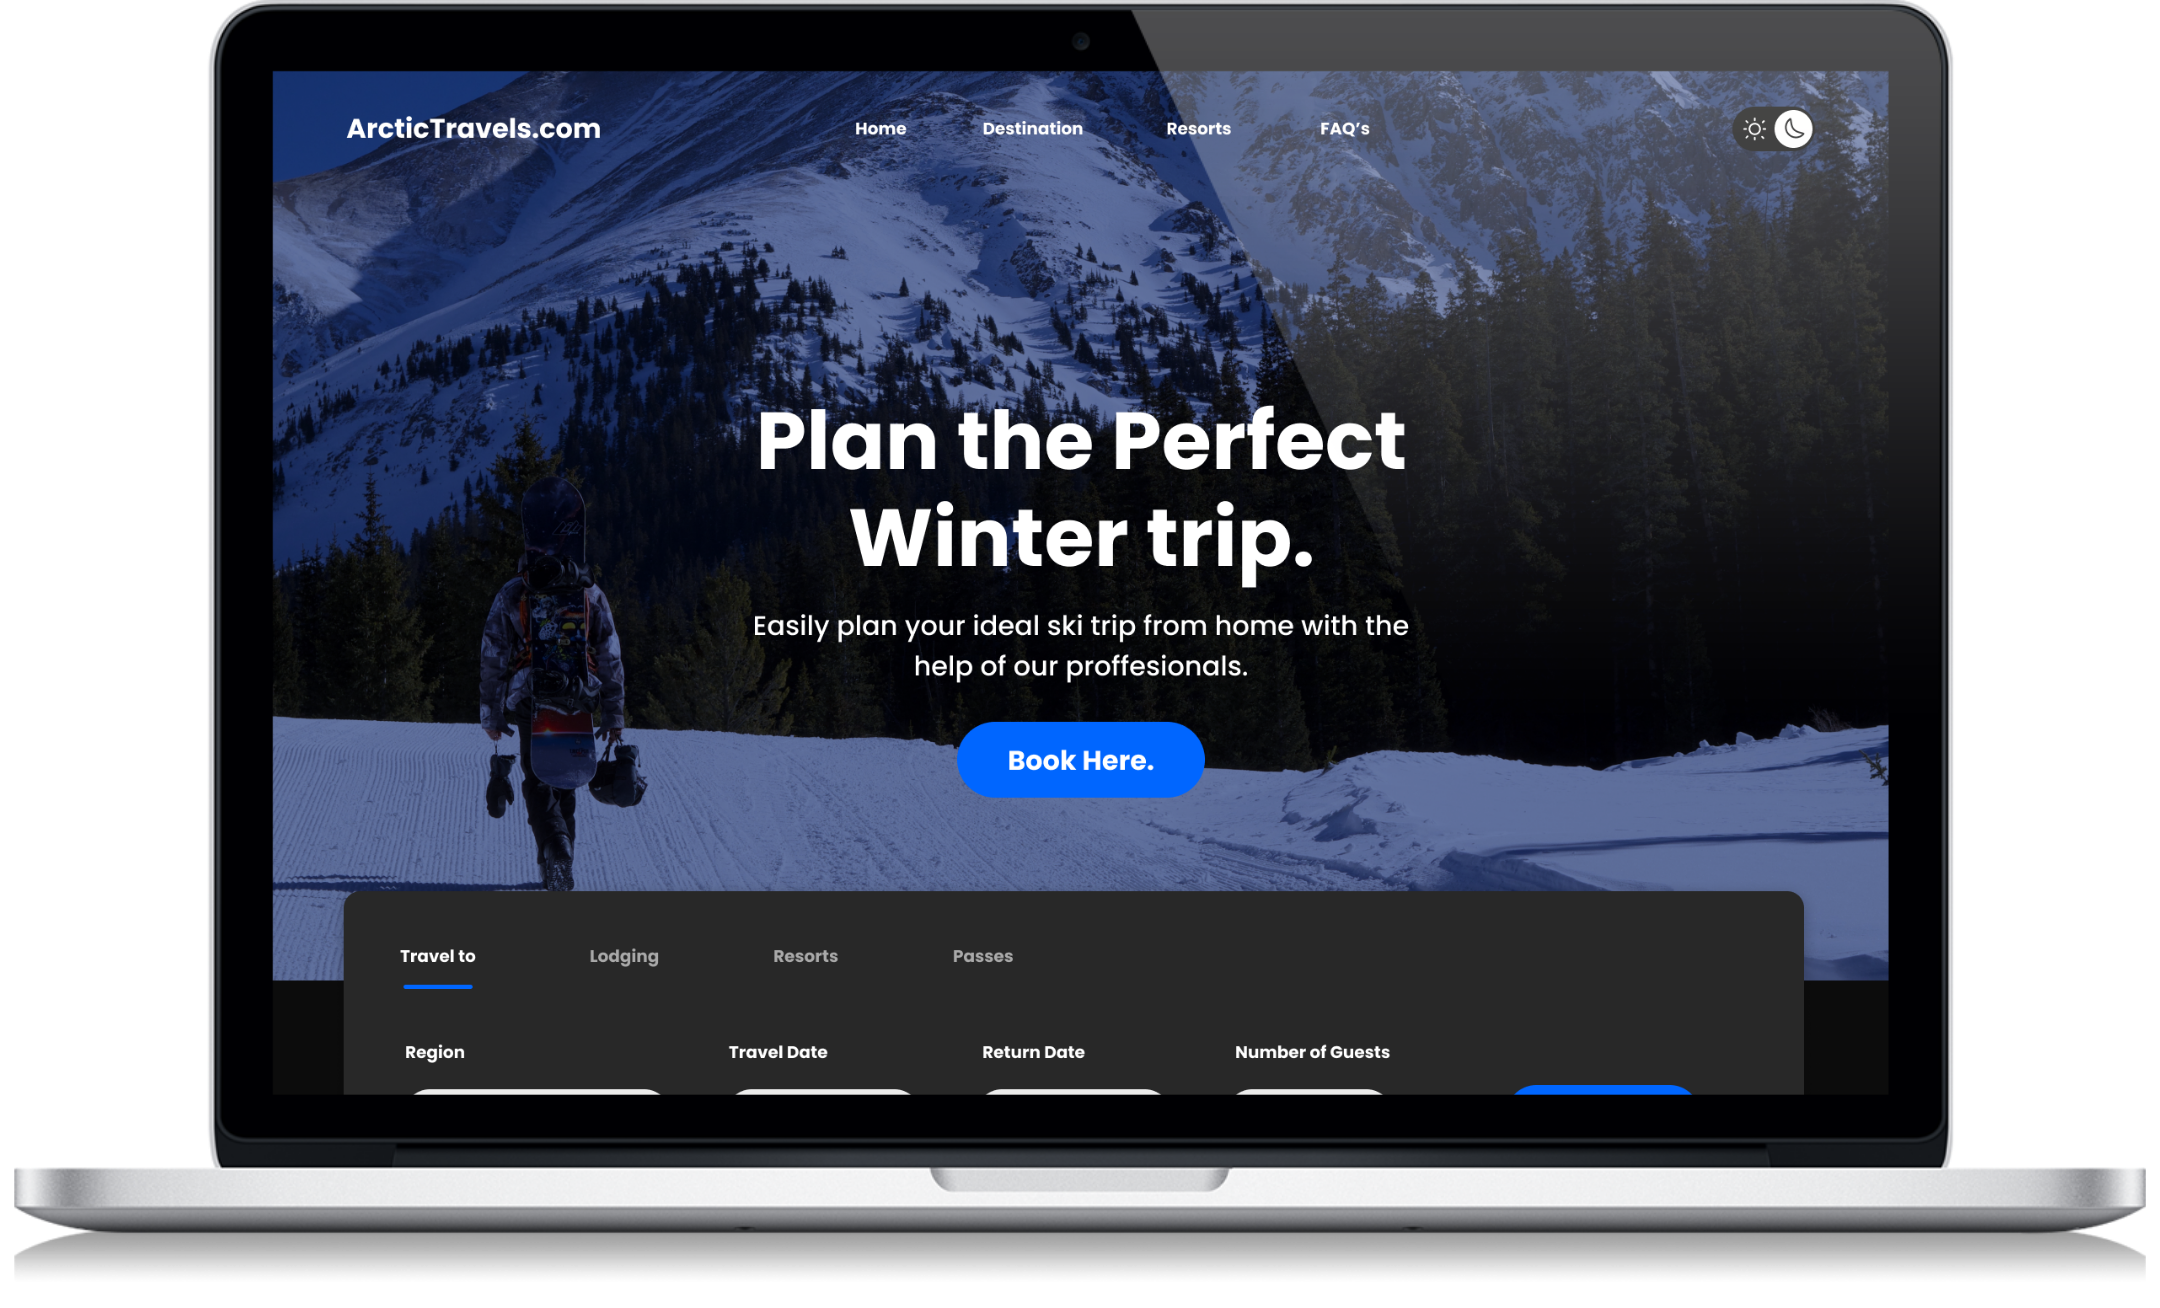 ArcticTravels.com
Home
Destination
Resorts
FAQ’s
Plan the Perfect
Winter trip.
Easily plan your ideal ski trip from home with the
help of our proffesionals.
Book Here.
Travel to
Lodging
Resorts
Passes
Region
Travel Date
Return Date
Number of Guests